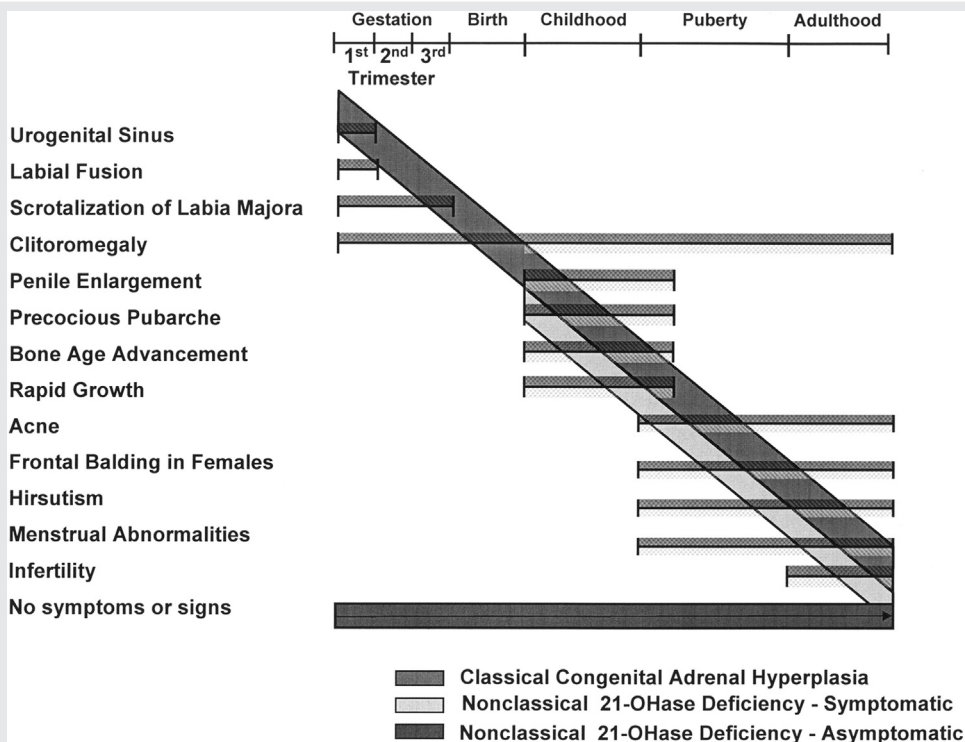 Gestation Birth Childhood Puberty Adulthood
1st 2nd 3rd
Trimester
Urogenital Sinus
Labial Fusion
Scrotalization of Labia Majora
Clitoromegaly
Penile Enlargement
Precocious Pubarche
Bone Age Advancement
Rapid Growth
Acne
Frontal Balding in Females
Hirsutism
Menstrual Abnormalities
Infertility
No symptoms or signs
Classical Congenital Adrenal Hyperplasia
Nonclassical 21-OHase Deficiency - Symptomatic
Nonclassical 21-OHase Deficiency - Asymptomatic